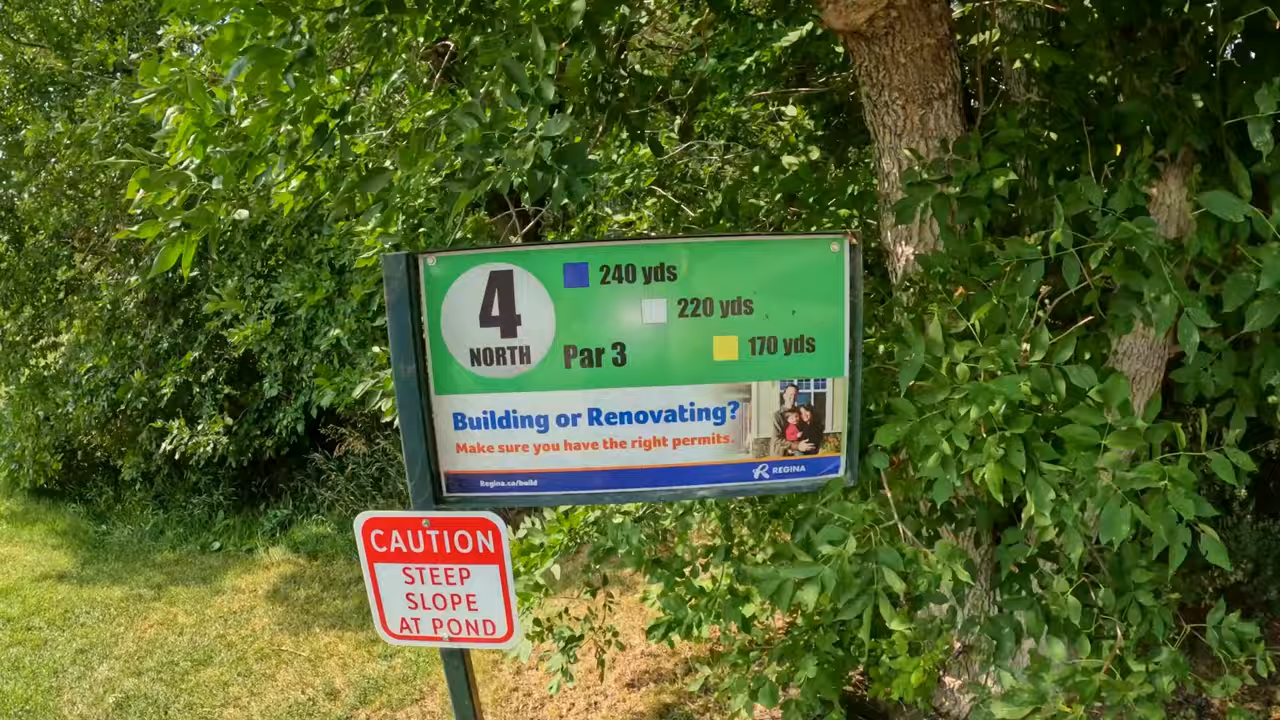 4
NORTH
240 yds
220 yds
Par 3
170 yds
Building or Renovating?
Make sure you have the right permits.
Regina.ca/build
REGINA
CAUTION
STEEP
SLOPE
AT POND